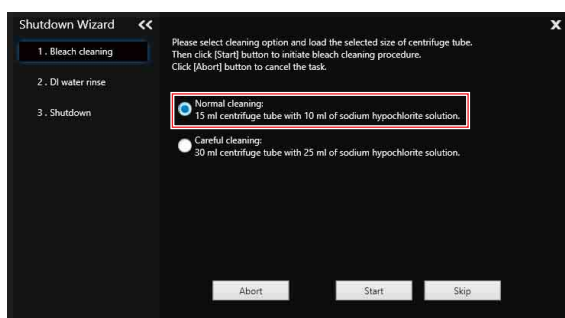 Shutdown Wizard << X
1 . Bleach cleaning
2 . DI water rinse
3 . Shutdown
Please select cleaning option and load the selected size of centrifuge tube.
Then click [Start] button to initiate bleach cleaning procedure.
Click [Abort] button to cancel the task.
Normal cleaning:
15 ml centrifuge tube with 10 ml of sodium hypochlorite solution.
Careful cleaning:
30 ml centrifuge tube with 25 ml of sodium hypochlorite solution.
Abort Start Skip